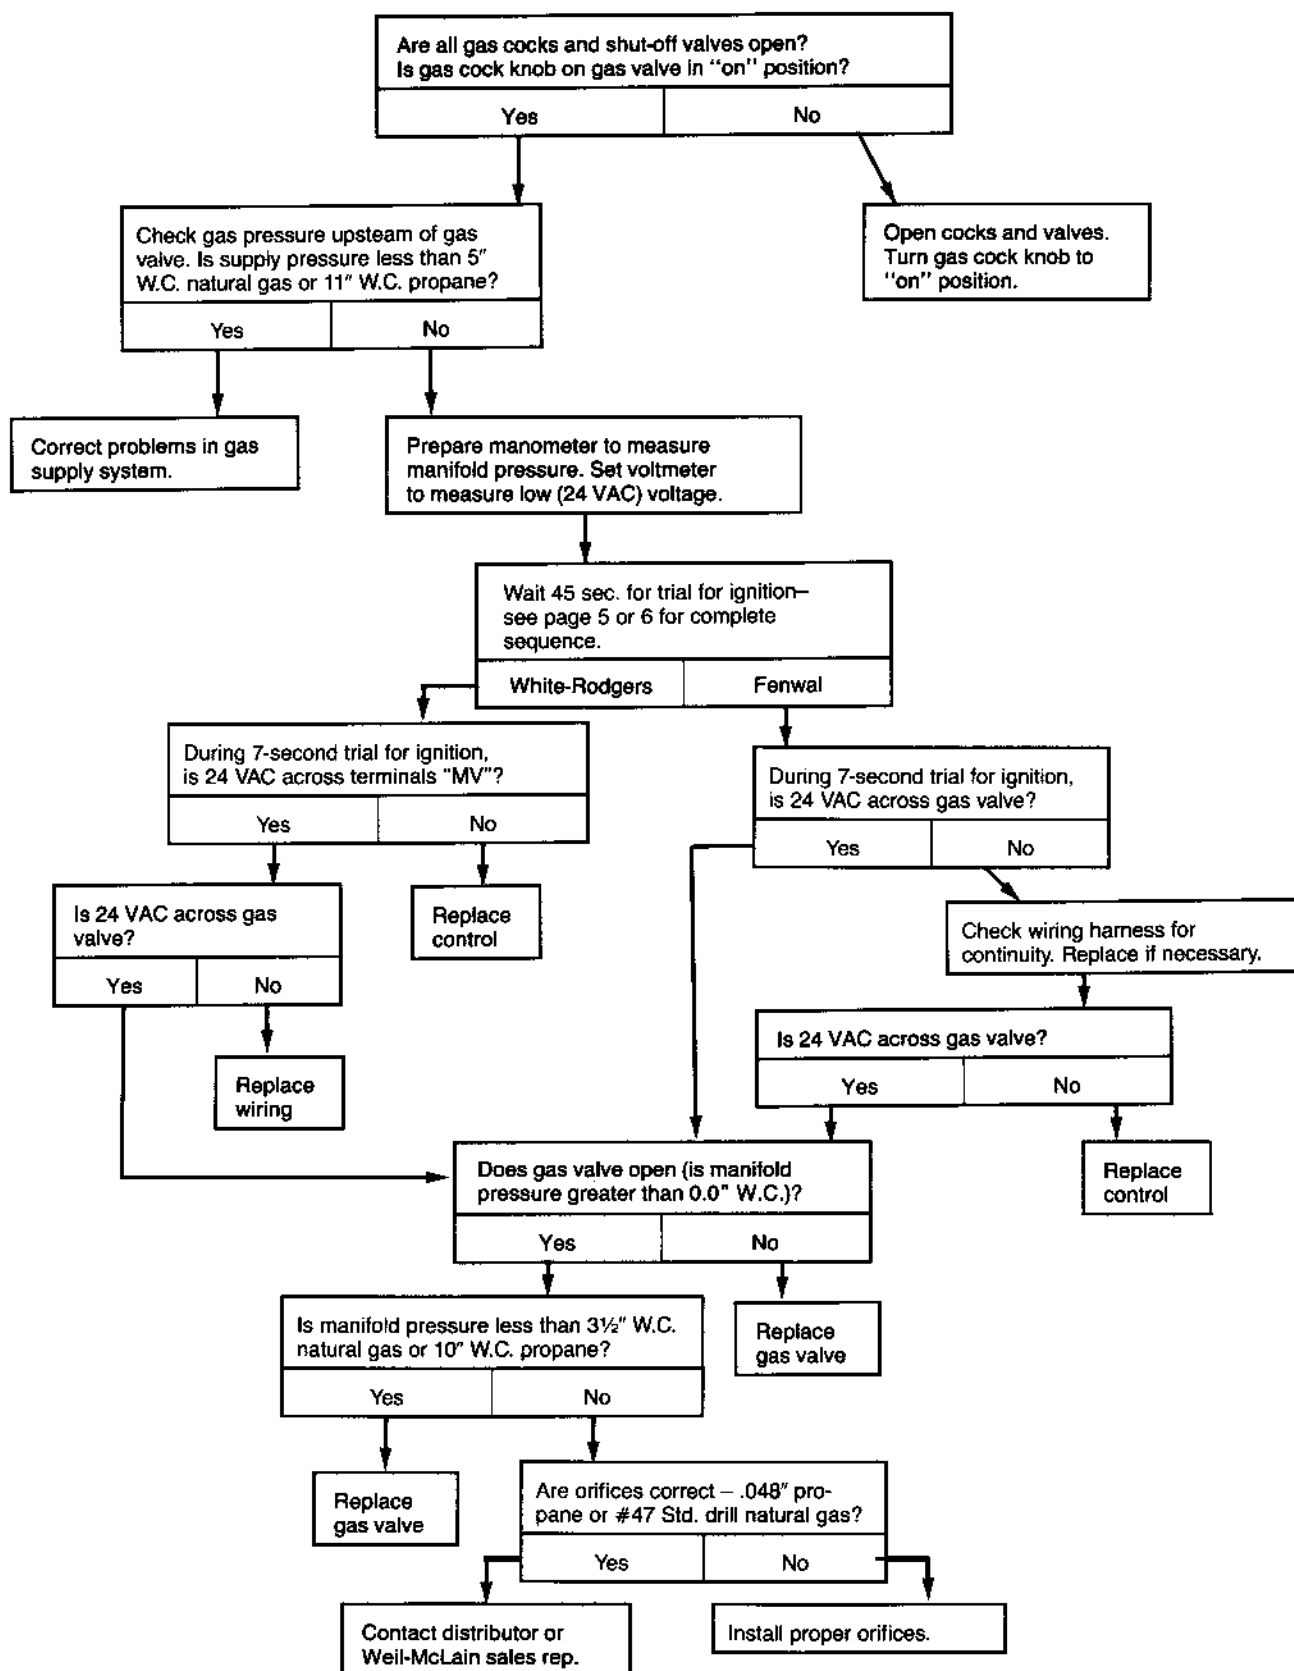 Are all gas cocks and shut-off valves open?
Is gas cock knob on gas valve in “on” position?
Yes
No
Check gas pressure upsteam of gas
valve. Is supply pressure less than 5″
W.C. natural gas or 11″ W.C. propane?
Yes
No
Open cocks and valves.
Turn gas cock knob to
“on” position.
Correct problems in gas
supply system.
Prepare manometer to measure
manifold pressure. Set voltmeter
to measure low (24 VAC) voltage.
Wait 45 sec. for trial for ignition–
see page 5 or 6 for complete
sequence.
White-Rodgers
Fenwal
During 7-second trial for ignition,
is 24 VAC across terminals “MV”?
Yes
No
During 7-second trial for ignition,
is 24 VAC across gas valve?
Yes
No
Is 24 VAC across gas
valve?
Yes
No
Replace
control
Check wiring harness for
continuity. Replace if necessary.
Is 24 VAC across gas valve?
Yes
No
Replace
wiring
Does gas valve open (is manifold
pressure greater than 0.0″ W.C.)?
Yes
No
Replace
control
Is manifold pressure less than 3½″ W.C.
natural gas or 10″ W.C. propane?
Yes
No
Replace
gas valve
Replace
gas valve
Are orifices correct – .048″ pro-
pane or #47 Std. drill natural gas?
Yes
No
Contact distributor or
Weil-McLain sales rep.
Install proper orifices.